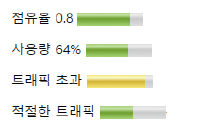 점유율 0.8
사용량 64%
트래픽 초과
적절한 트래픽